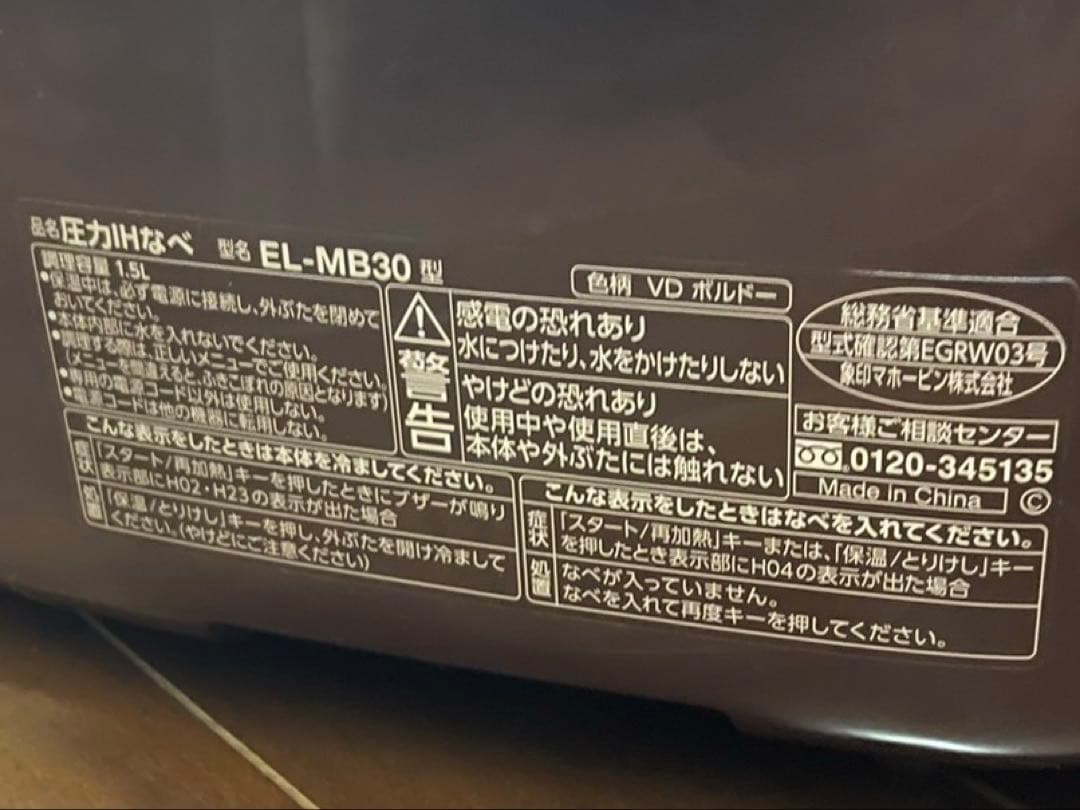 品名 圧力IHなべ 型名 EL-MB30型
調理容量 1.5L
●保温中は、必ず電源に接続し、外ぶたを閉めて
おいてください。
●本体内部に水を入れないでください。
●調理する際は、正しいメニューでご使用ください。
(メニューを間違えると、ふきこぼれの原因となります)
●専用の電源コード以外は使用しない。
●電源コードは他の機器に転用しない。
警告
感電の恐れあり
水につけたり、水をかけたりしない
やけどの恐れあり
使用中や使用直後は、
本体や外ぶたには触れない
色柄 VD ボルドー
総務省基準適合
型式確認第EGRW03号
象印マホービン株式会社
お客様ご相談センター
0120-345135
Made in China
Ⓒ
こんな表示をしたときは本体を冷ましてください。
症状 「スタート/再加熱」キーを押したときにブザーが鳴り
表示部にH02・H23の表示が出た場合
処置 「保温/とりけし」キーを押し、外ぶたを開け冷まして
ください。(やけどにご注意ください)
こんな表示をしたときはなべを入れてください。
症状 「スタート/再加熱」キーまたは、「保温/とりけし」キー
を押したとき表示部にH04の表示が出た場合
処置 なべが入っていません。
なべを入れて再度キーを押してください。